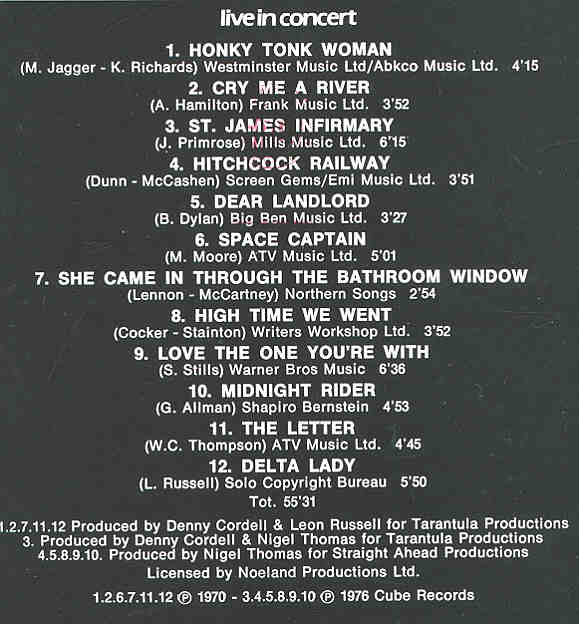 live in concert
1. HONKY TONK WOMAN
(M. Jagger - K. Richards) Westminster Music Ltd/Abkco Music Ltd. 4'15
2. CRY ME A RIVER
(A. Hamilton) Frank Music Ltd. 3'52
3. ST. JAMES INFIRMARY
(J. Primrose) Mills Music Ltd. 6'15
4. HITCHCOCK RAILWAY
(Dunn - McCashen) Screen Gems/Emi Music Ltd. 3'51
5. DEAR LANDLORD
(B. Dylan) Big Ben Music Ltd. 3'27
6. SPACE CAPTAIN
(M. Moore) ATV Music Ltd. 5'01
7. SHE CAME IN THROUGH THE BATHROOM WINDOW
(Lennon - McCartney) Northern Songs 2'54
8. HIGH TIME WE WENT
(Cocker - Stainton) Writers Workshop Ltd. 3'52
9. LOVE THE ONE YOU'RE WITH
(S. Stills) Warner Bros Music 6'36
10. MIDNIGHT RIDER
(G. Allman) Shapiro Bernstein 4'53
11. THE LETTER
(W.C. Thompson) ATV Music Ltd. 4'45
12. DELTA LADY
(L. Russell) Solo Copyright Bureau 5'50
Tot. 55'31
1.2.7.11.12 Produced by Denny Cordell & Leon Russell for Tarantula Productions
3. Produced by Denny Cordell & Nigel Thomas for Tarantula Productions
4.5.8.9.10. Produced by Nigel Thomas for Straight Ahead Productions
Licensed by Noeland Productions Ltd.
1.2.6.7.11.12 ℗ 1970 - 3.4.5.8.9.10 ℗ 1976 Cube Records